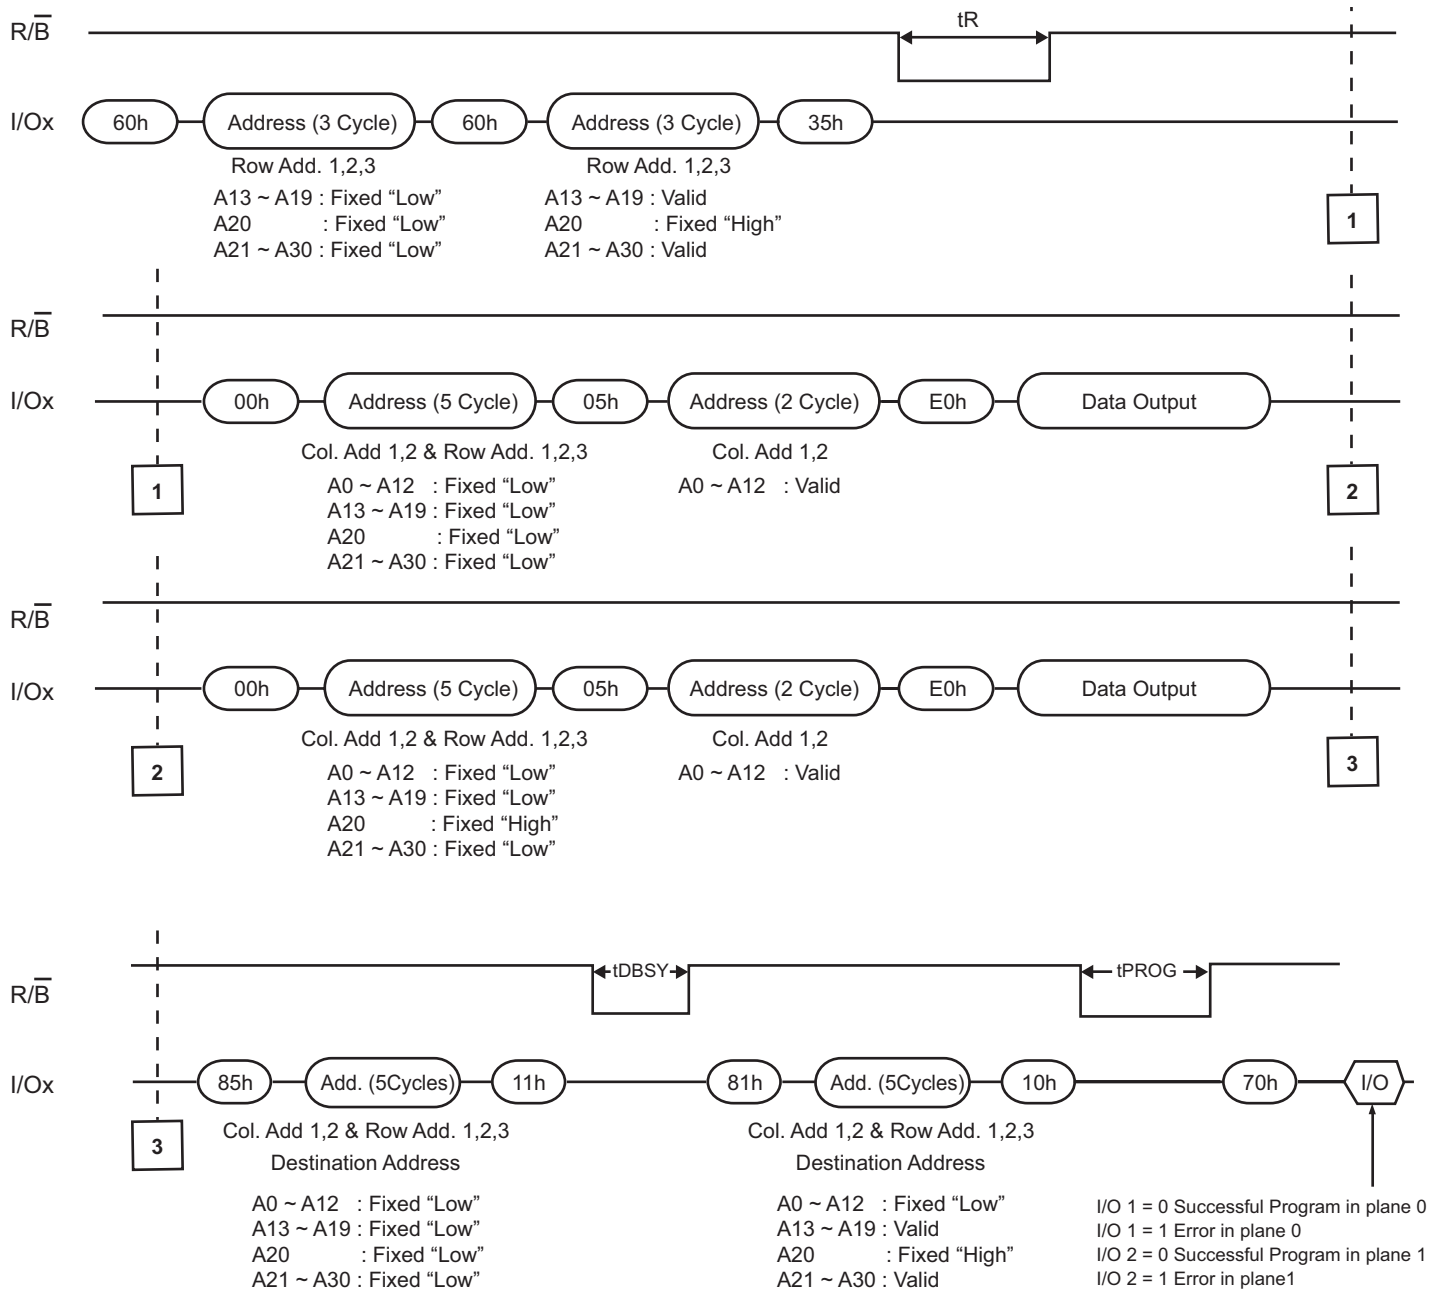 R/B̅ tR
I/Ox 60h Address (3 Cycle) 60h Address (3 Cycle) 35h
Row Add. 1,2,3 Row Add. 1,2,3
A13 ~ A19 : Fixed “Low” A13 ~ A19 : Valid
A20 : Fixed “Low” A20 : Fixed “High”
A21 ~ A30 : Fixed “Low” A21 ~ A30 : Valid
1
R/B̅
I/Ox 00h Address (5 Cycle) 05h Address (2 Cycle) E0h Data Output
Col. Add 1,2 & Row Add. 1,2,3 Col. Add 1,2
1 A0 ~ A12 : Fixed “Low” A0 ~ A12 : Valid 2
A13 ~ A19 : Fixed “Low”
A20 : Fixed “Low”
A21 ~ A30 : Fixed “Low”
R/B̅
I/Ox 00h Address (5 Cycle) 05h Address (2 Cycle) E0h Data Output
Col. Add 1,2 & Row Add. 1,2,3 Col. Add 1,2
2 A0 ~ A12 : Fixed “Low” A0 ~ A12 : Valid 3
A13 ~ A19 : Fixed “Low”
A20 : Fixed “High”
A21 ~ A30 : Fixed “Low”
R/B̅ tDBSY tPROG
I/Ox 85h Add. (5Cycles) 11h 81h Add. (5Cycles) 10h 70h I/O
3 Col. Add 1,2 & Row Add. 1,2,3 Col. Add 1,2 & Row Add. 1,2,3
Destination Address Destination Address
A0 ~ A12 : Fixed “Low” A0 ~ A12 : Fixed “Low” I/O 1 = 0 Successful Program in plane 0
A13 ~ A19 : Fixed “Low” A13 ~ A19 : Valid I/O 1 = 1 Error in plane 0
A20 : Fixed “Low” A20 : Fixed “High” I/O 2 = 0 Successful Program in plane 1
A21 ~ A30 : Fixed “Low” A21 ~ A30 : Valid I/O 2 = 1 Error in plane1